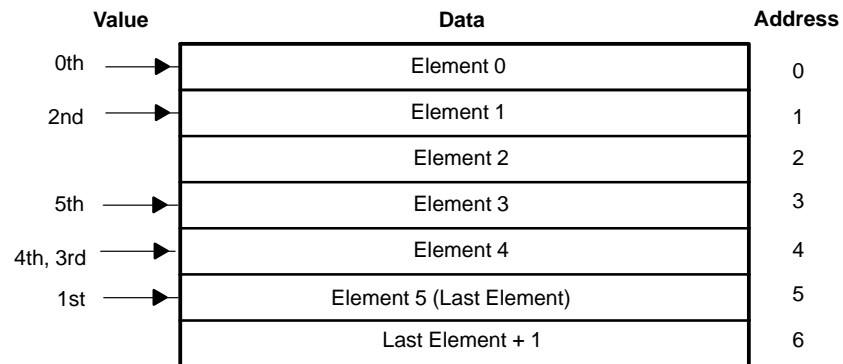 Value Data Address
0th Element 0 0
2nd Element 1 1
Element 2 2
5th Element 3 3
4th, 3rd Element 4 4
1st Element 5 (Last Element) 5
Last Element + 1 6